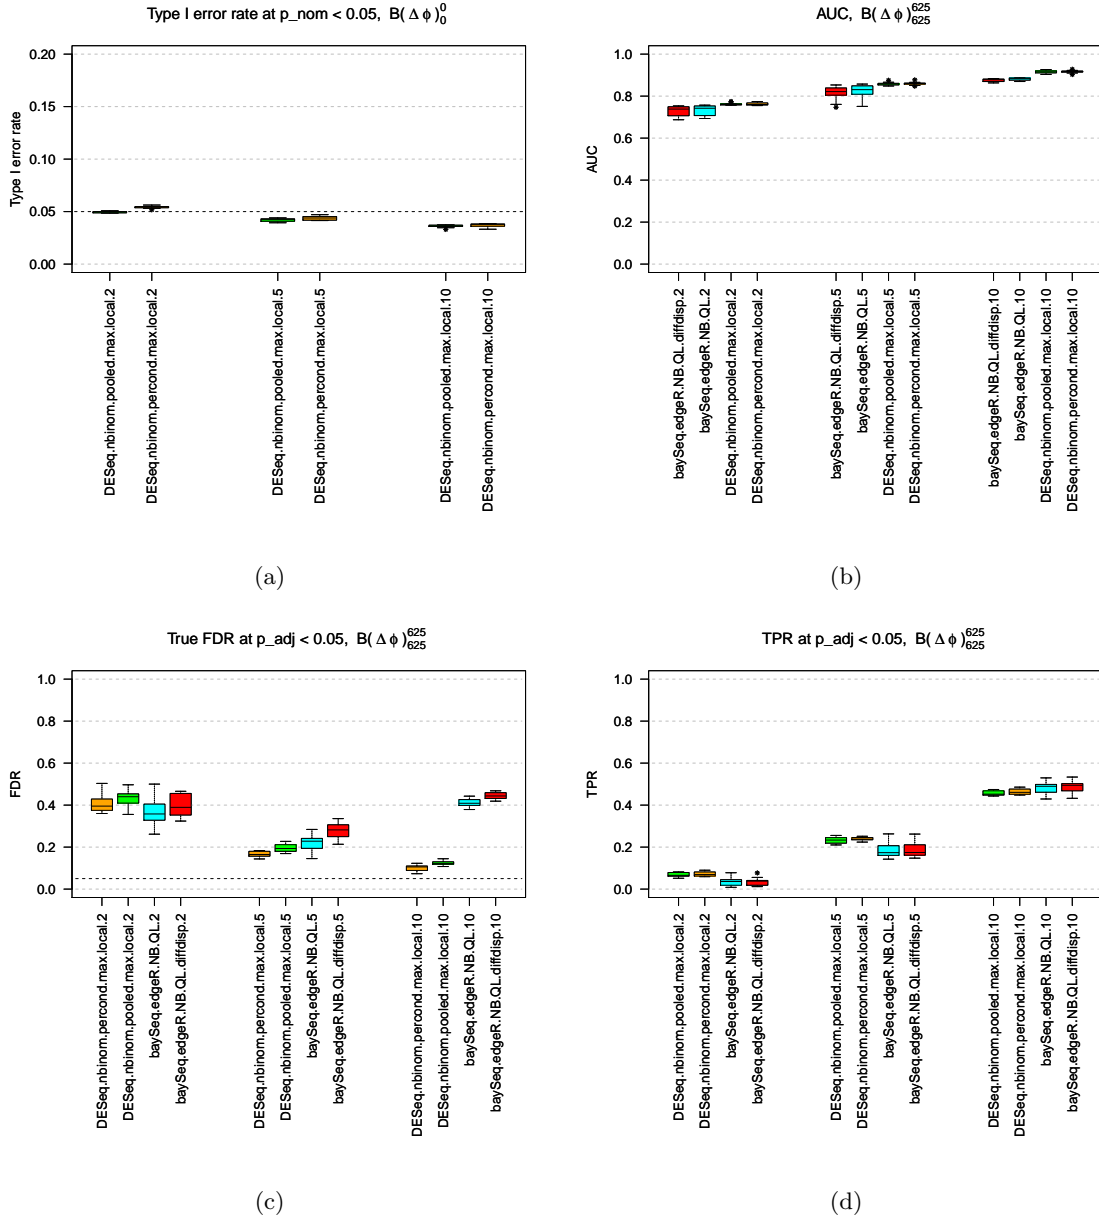 Type I error rate at p_nom < 0.05, B(Δϕ)₀⁰
Type I error rate
0.20
0.15
0.10
0.05
0.00
DESeq.nbinom.pooled.max.local.2
DESeq.nbinom.percond.max.local.2
DESeq.nbinom.pooled.max.local.5
DESeq.nbinom.percond.max.local.5
DESeq.nbinom.pooled.max.local.10
DESeq.nbinom.percond.max.local.10
(a)
AUC, B(Δϕ)₆₂₅⁶²⁵
AUC
1.0
0.8
0.6
0.4
0.2
0.0
baySeq.edgeR.NB.QL.diffdisp.2
baySeq.edgeR.NB.QL.2
DESeq.nbinom.pooled.max.local.2
DESeq.nbinom.percond.max.local.2
baySeq.edgeR.NB.QL.diffdisp.5
baySeq.edgeR.NB.QL.5
DESeq.nbinom.pooled.max.local.5
DESeq.nbinom.percond.max.local.5
baySeq.edgeR.NB.QL.diffdisp.10
baySeq.edgeR.NB.QL.10
DESeq.nbinom.pooled.max.local.10
DESeq.nbinom.percond.max.local.10
(b)
True FDR at p_adj < 0.05, B(Δϕ)₆₂₅⁶²⁵
FDR
1.0
0.8
0.6
0.4
0.2
0.0
DESeq.nbinom.percond.max.local.2
DESeq.nbinom.pooled.max.local.2
baySeq.edgeR.NB.QL.2
baySeq.edgeR.NB.QL.diffdisp.2
DESeq.nbinom.percond.max.local.5
DESeq.nbinom.pooled.max.local.5
baySeq.edgeR.NB.QL.5
baySeq.edgeR.NB.QL.diffdisp.5
DESeq.nbinom.percond.max.local.10
DESeq.nbinom.pooled.max.local.10
baySeq.edgeR.NB.QL.10
baySeq.edgeR.NB.QL.diffdisp.10
(c)
TPR at p_adj < 0.05, B(Δϕ)₆₂₅⁶²⁵
TPR
1.0
0.8
0.6
0.4
0.2
0.0
DESeq.nbinom.pooled.max.local.2
DESeq.nbinom.percond.max.local.2
baySeq.edgeR.NB.QL.2
baySeq.edgeR.NB.QL.diffdisp.2
DESeq.nbinom.pooled.max.local.5
DESeq.nbinom.percond.max.local.5
baySeq.edgeR.NB.QL.5
baySeq.edgeR.NB.QL.diffdisp.5
DESeq.nbinom.pooled.max.local.10
DESeq.nbinom.percond.max.local.10
baySeq.edgeR.NB.QL.10
baySeq.edgeR.NB.QL.diffdisp.10
(d)